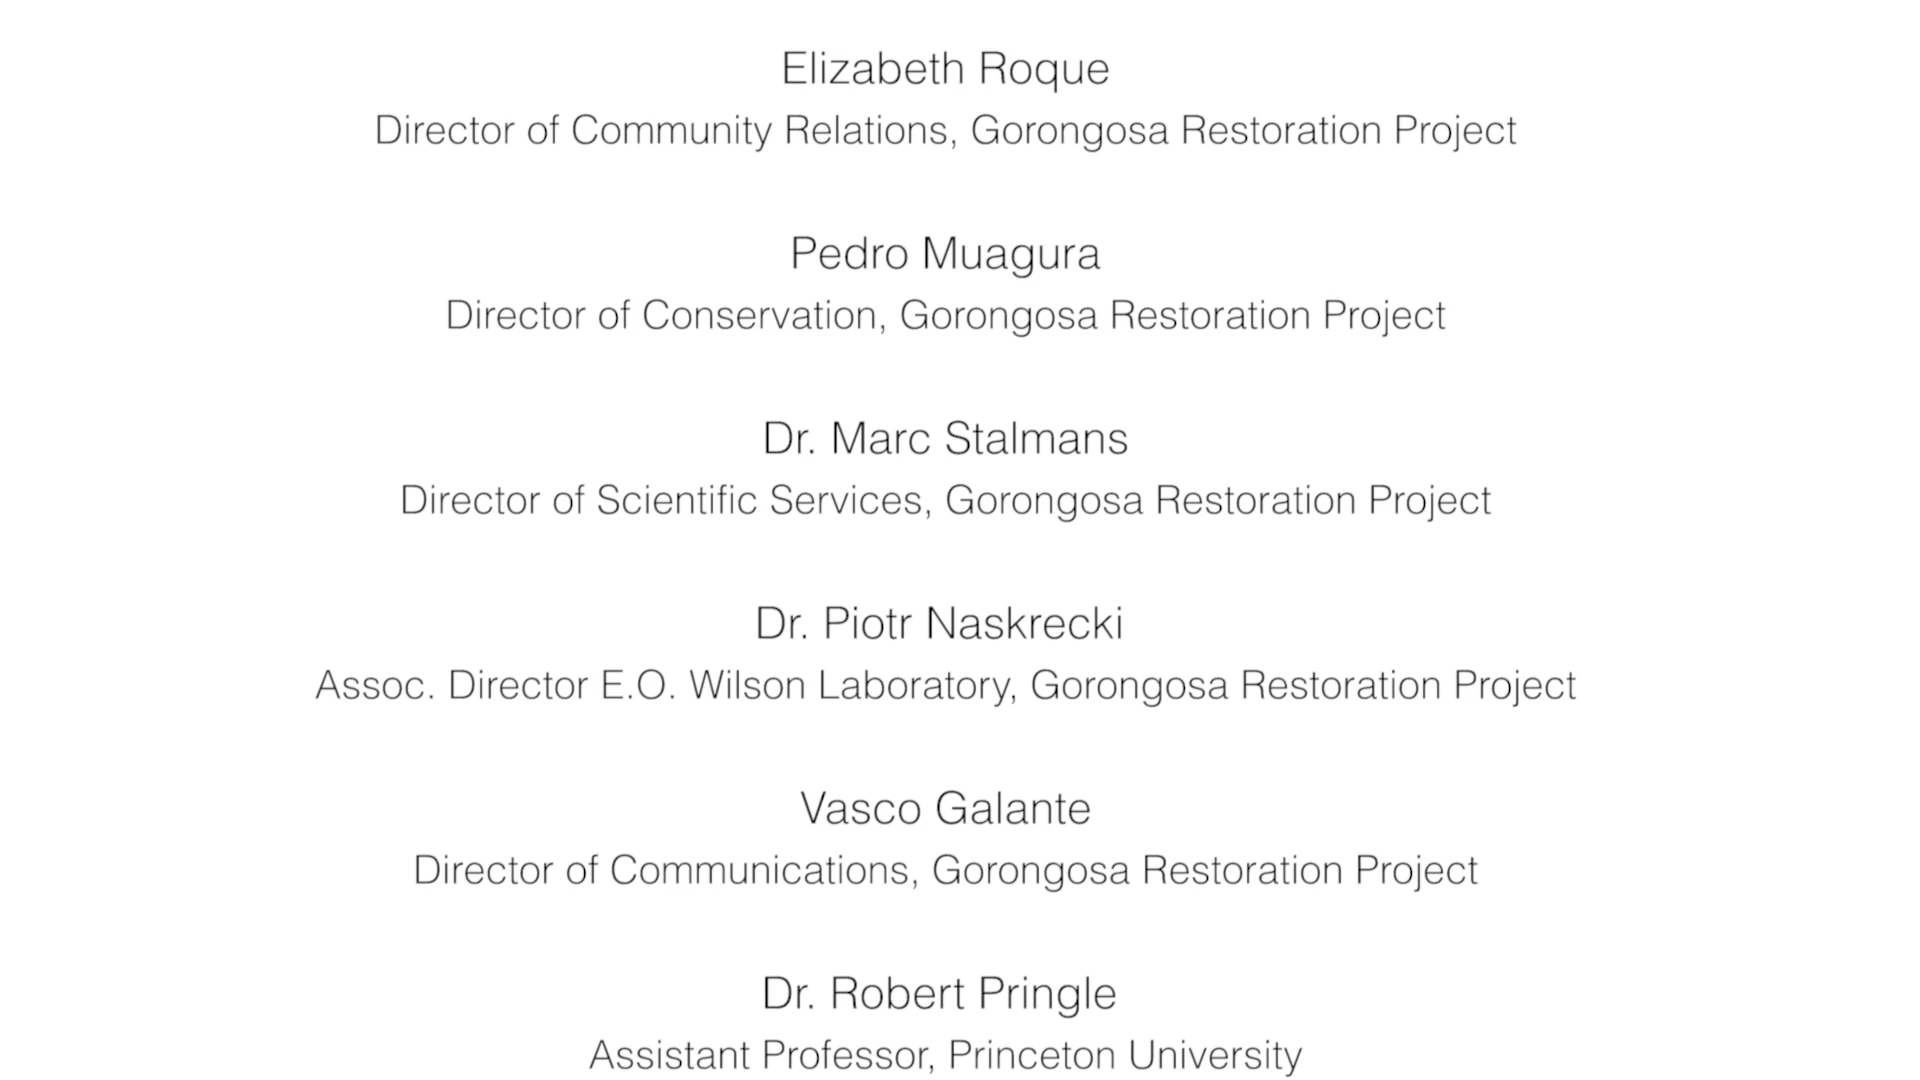 Elizabeth Roque
Director of Community Relations, Gorongosa Restoration Project
Pedro Muagura
Director of Conservation, Gorongosa Restoration Project
Dr. Marc Stalmans
Director of Scientific Services, Gorongosa Restoration Project
Dr. Piotr Naskrecki
Assoc. Director E.O. Wilson Laboratory, Gorongosa Restoration Project
Vasco Galante
Director of Communications, Gorongosa Restoration Project
Dr. Robert Pringle
Assistant Professor, Princeton University